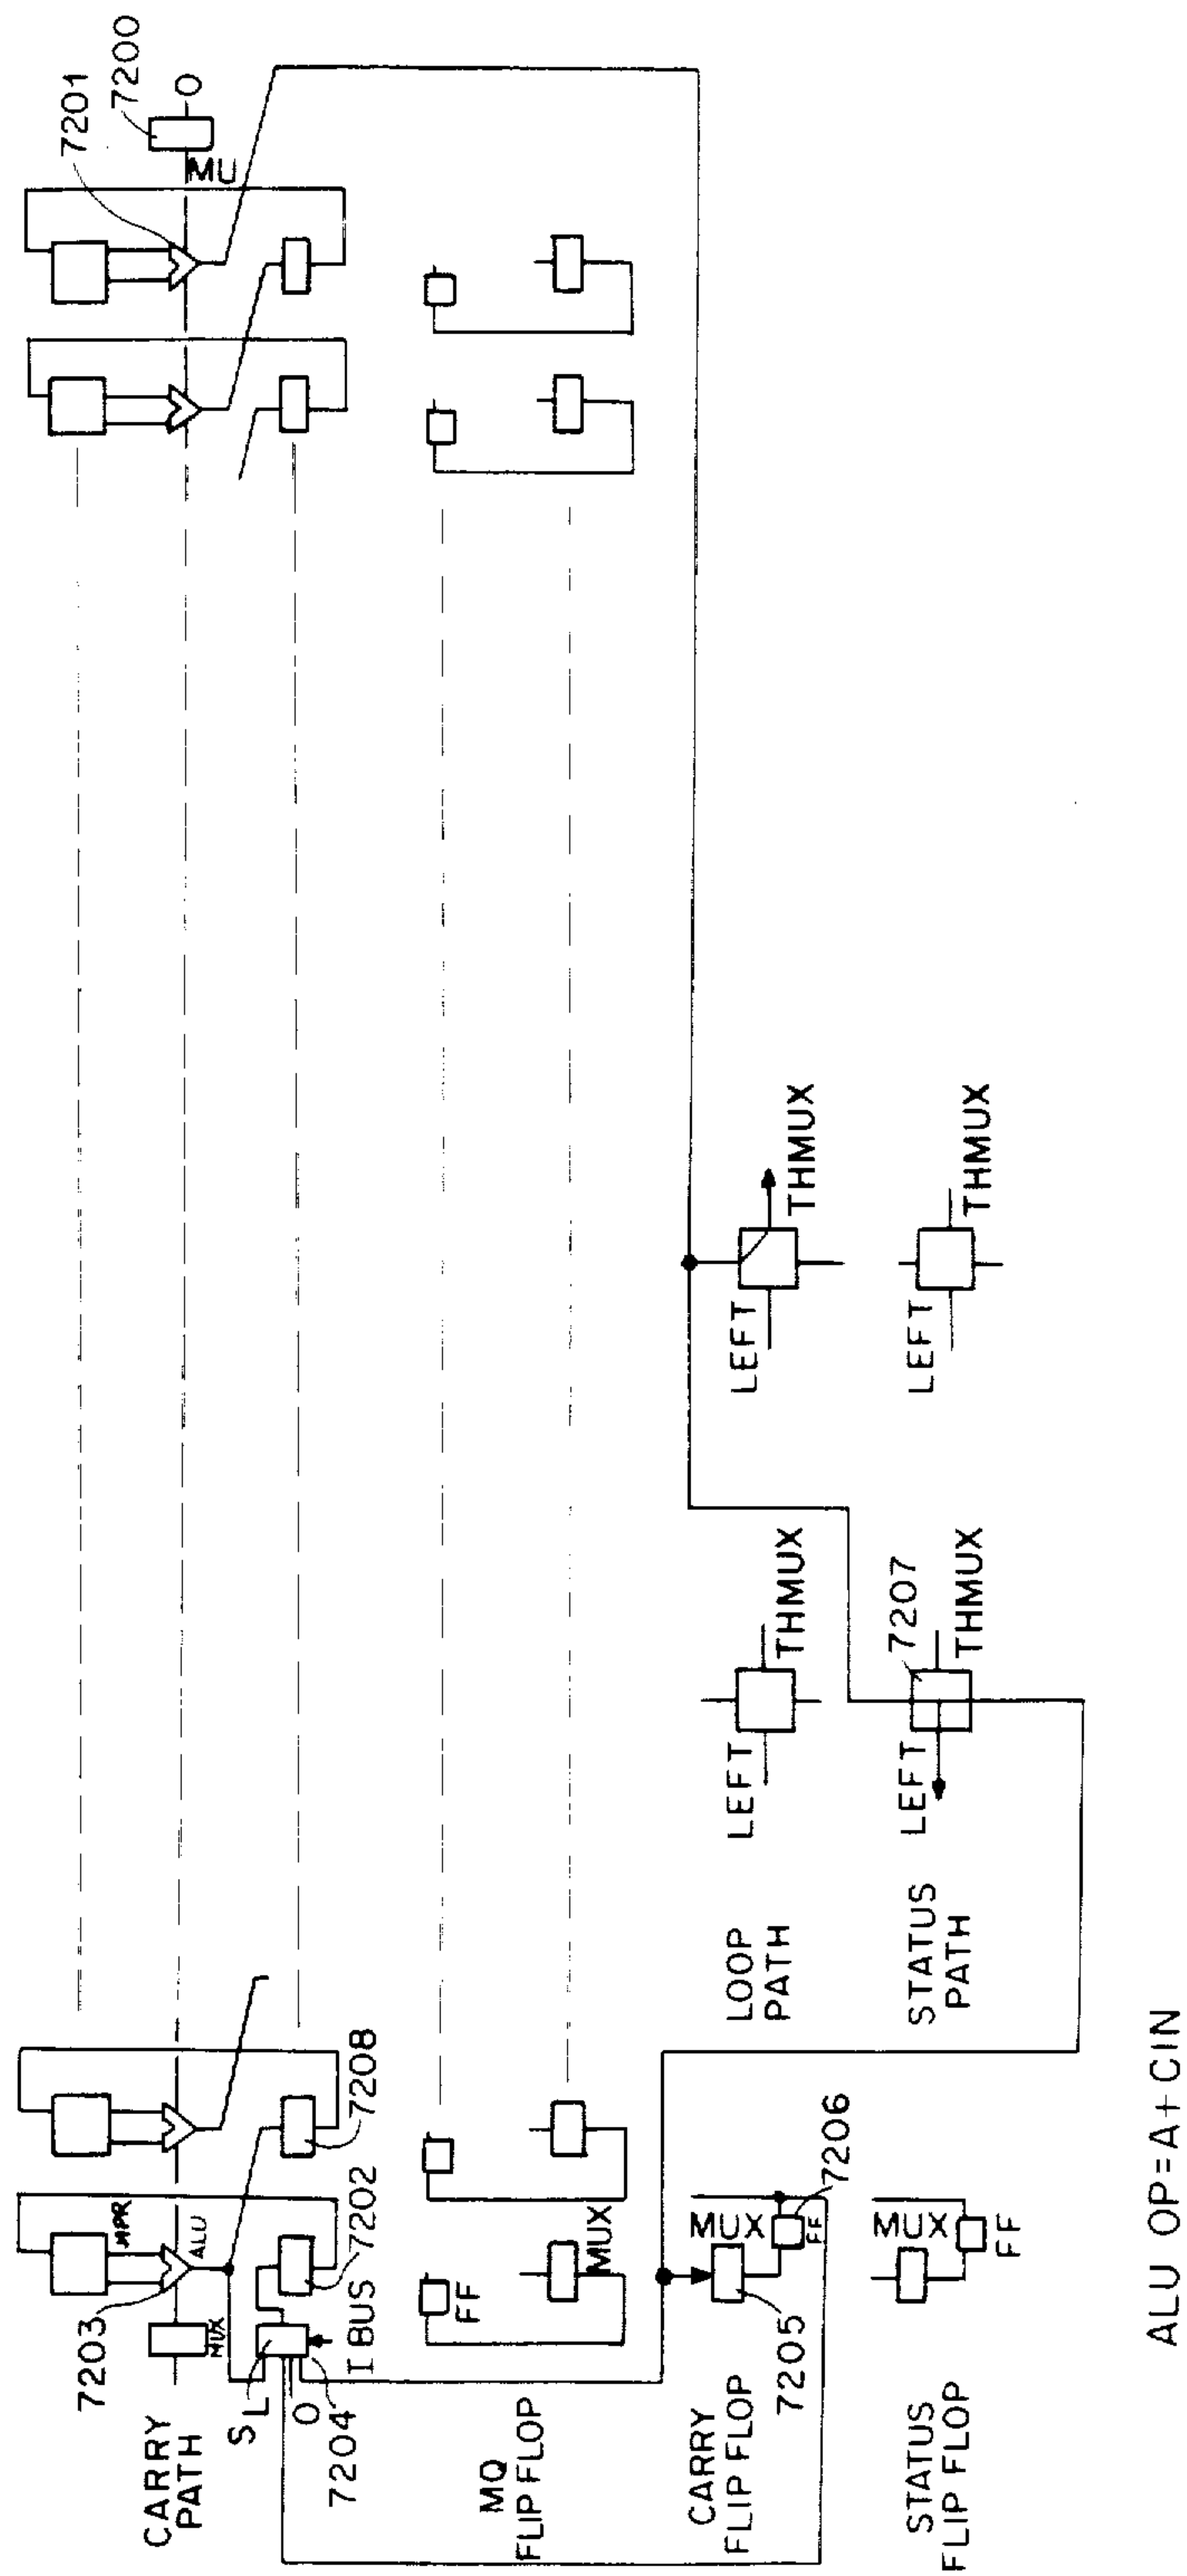 7203
CARRY
PATH
MUX
MPR
ALU
7201
7200
MU
O
S
L
O
7204
I BUS
7202
7208
MQ
FLIP FLOP
FF
MUX
CARRY
FLIP FLOP
7205
MUX
FF
7206
LOOP
PATH
LEFT
THMUX
LEFT
THMUX
STATUS
FLIP FLOP
MUX
FF
STATUS
PATH
LEFT
7207
THMUX
LEFT
THMUX
ALU OP=A+CIN